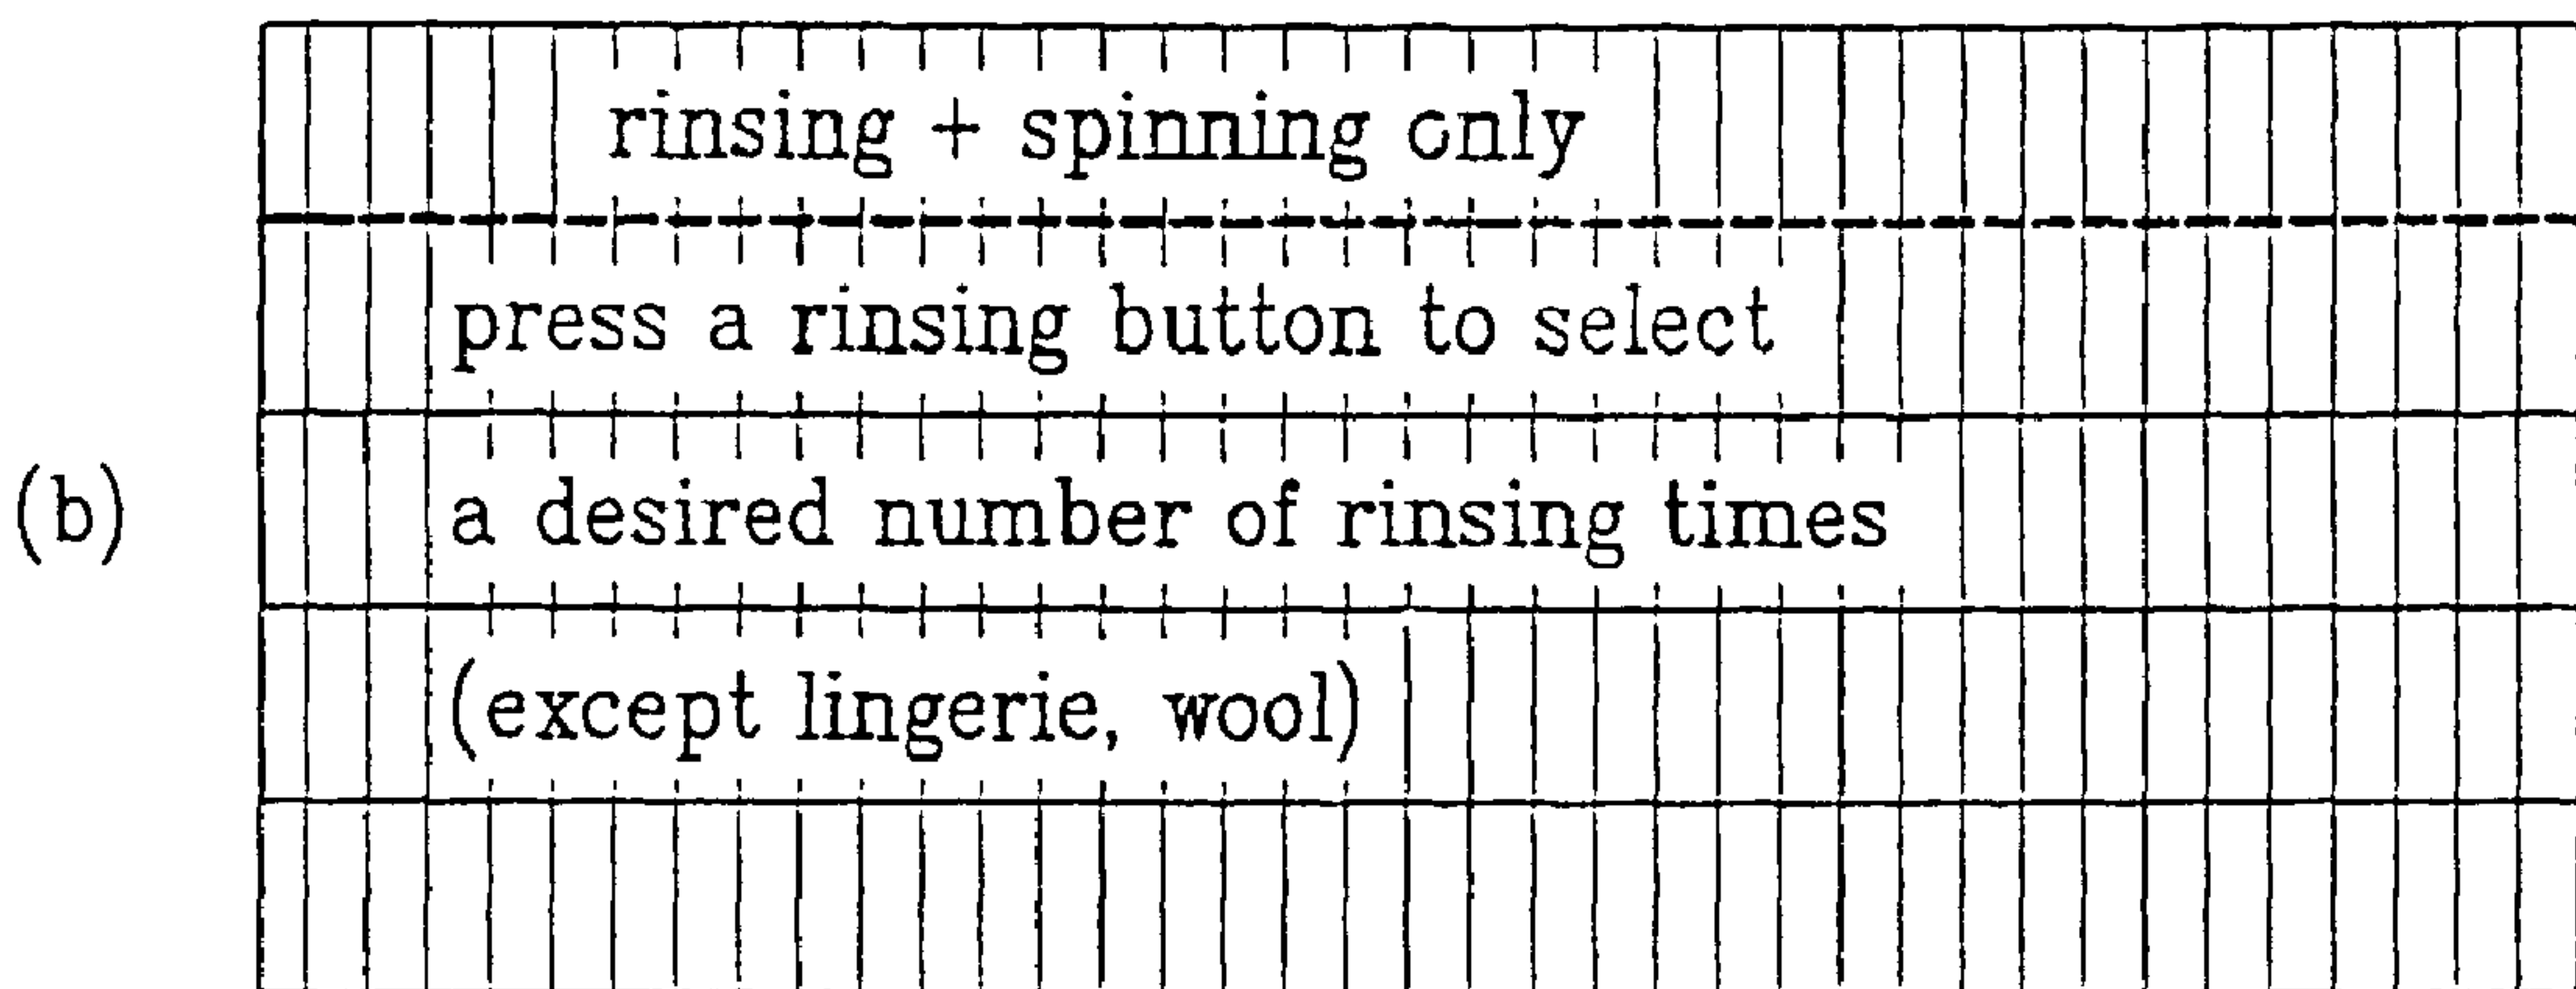 rinsing + spinning only
press a rinsing button to select
(b)
a desired number of rinsing times
(except lingerie, wool)